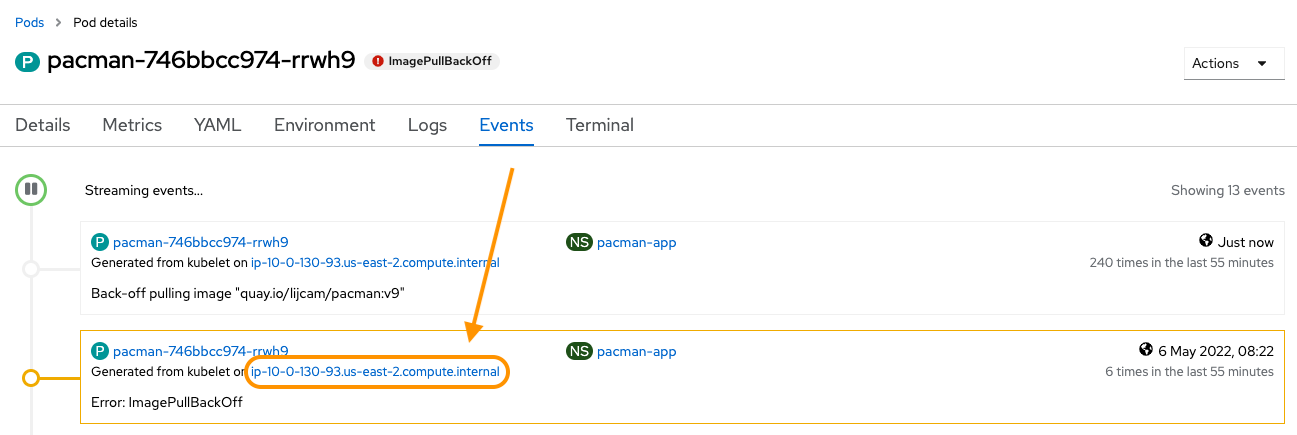 Pods > Pod details
P pacman-746bbcc974-rrwh9 ImagePullBackOff
Actions
Details Metrics YAML Environment Logs Events Terminal
Streaming events... Showing 13 events
P pacman-746bbcc974-rrwh9 NS pacman-app Just now
Generated from kubelet on ip-10-0-130-93.us-east-2.compute.internal 240 times in the last 55 minutes
Back-off pulling image "quay.io/lijcam/pacman:v9"
P pacman-746bbcc974-rrwh9 NS pacman-app 6 May 2022, 08:22
Generated from kubelet on ip-10-0-130-93.us-east-2.compute.internal 6 times in the last 55 minutes
Error: ImagePullBackOff